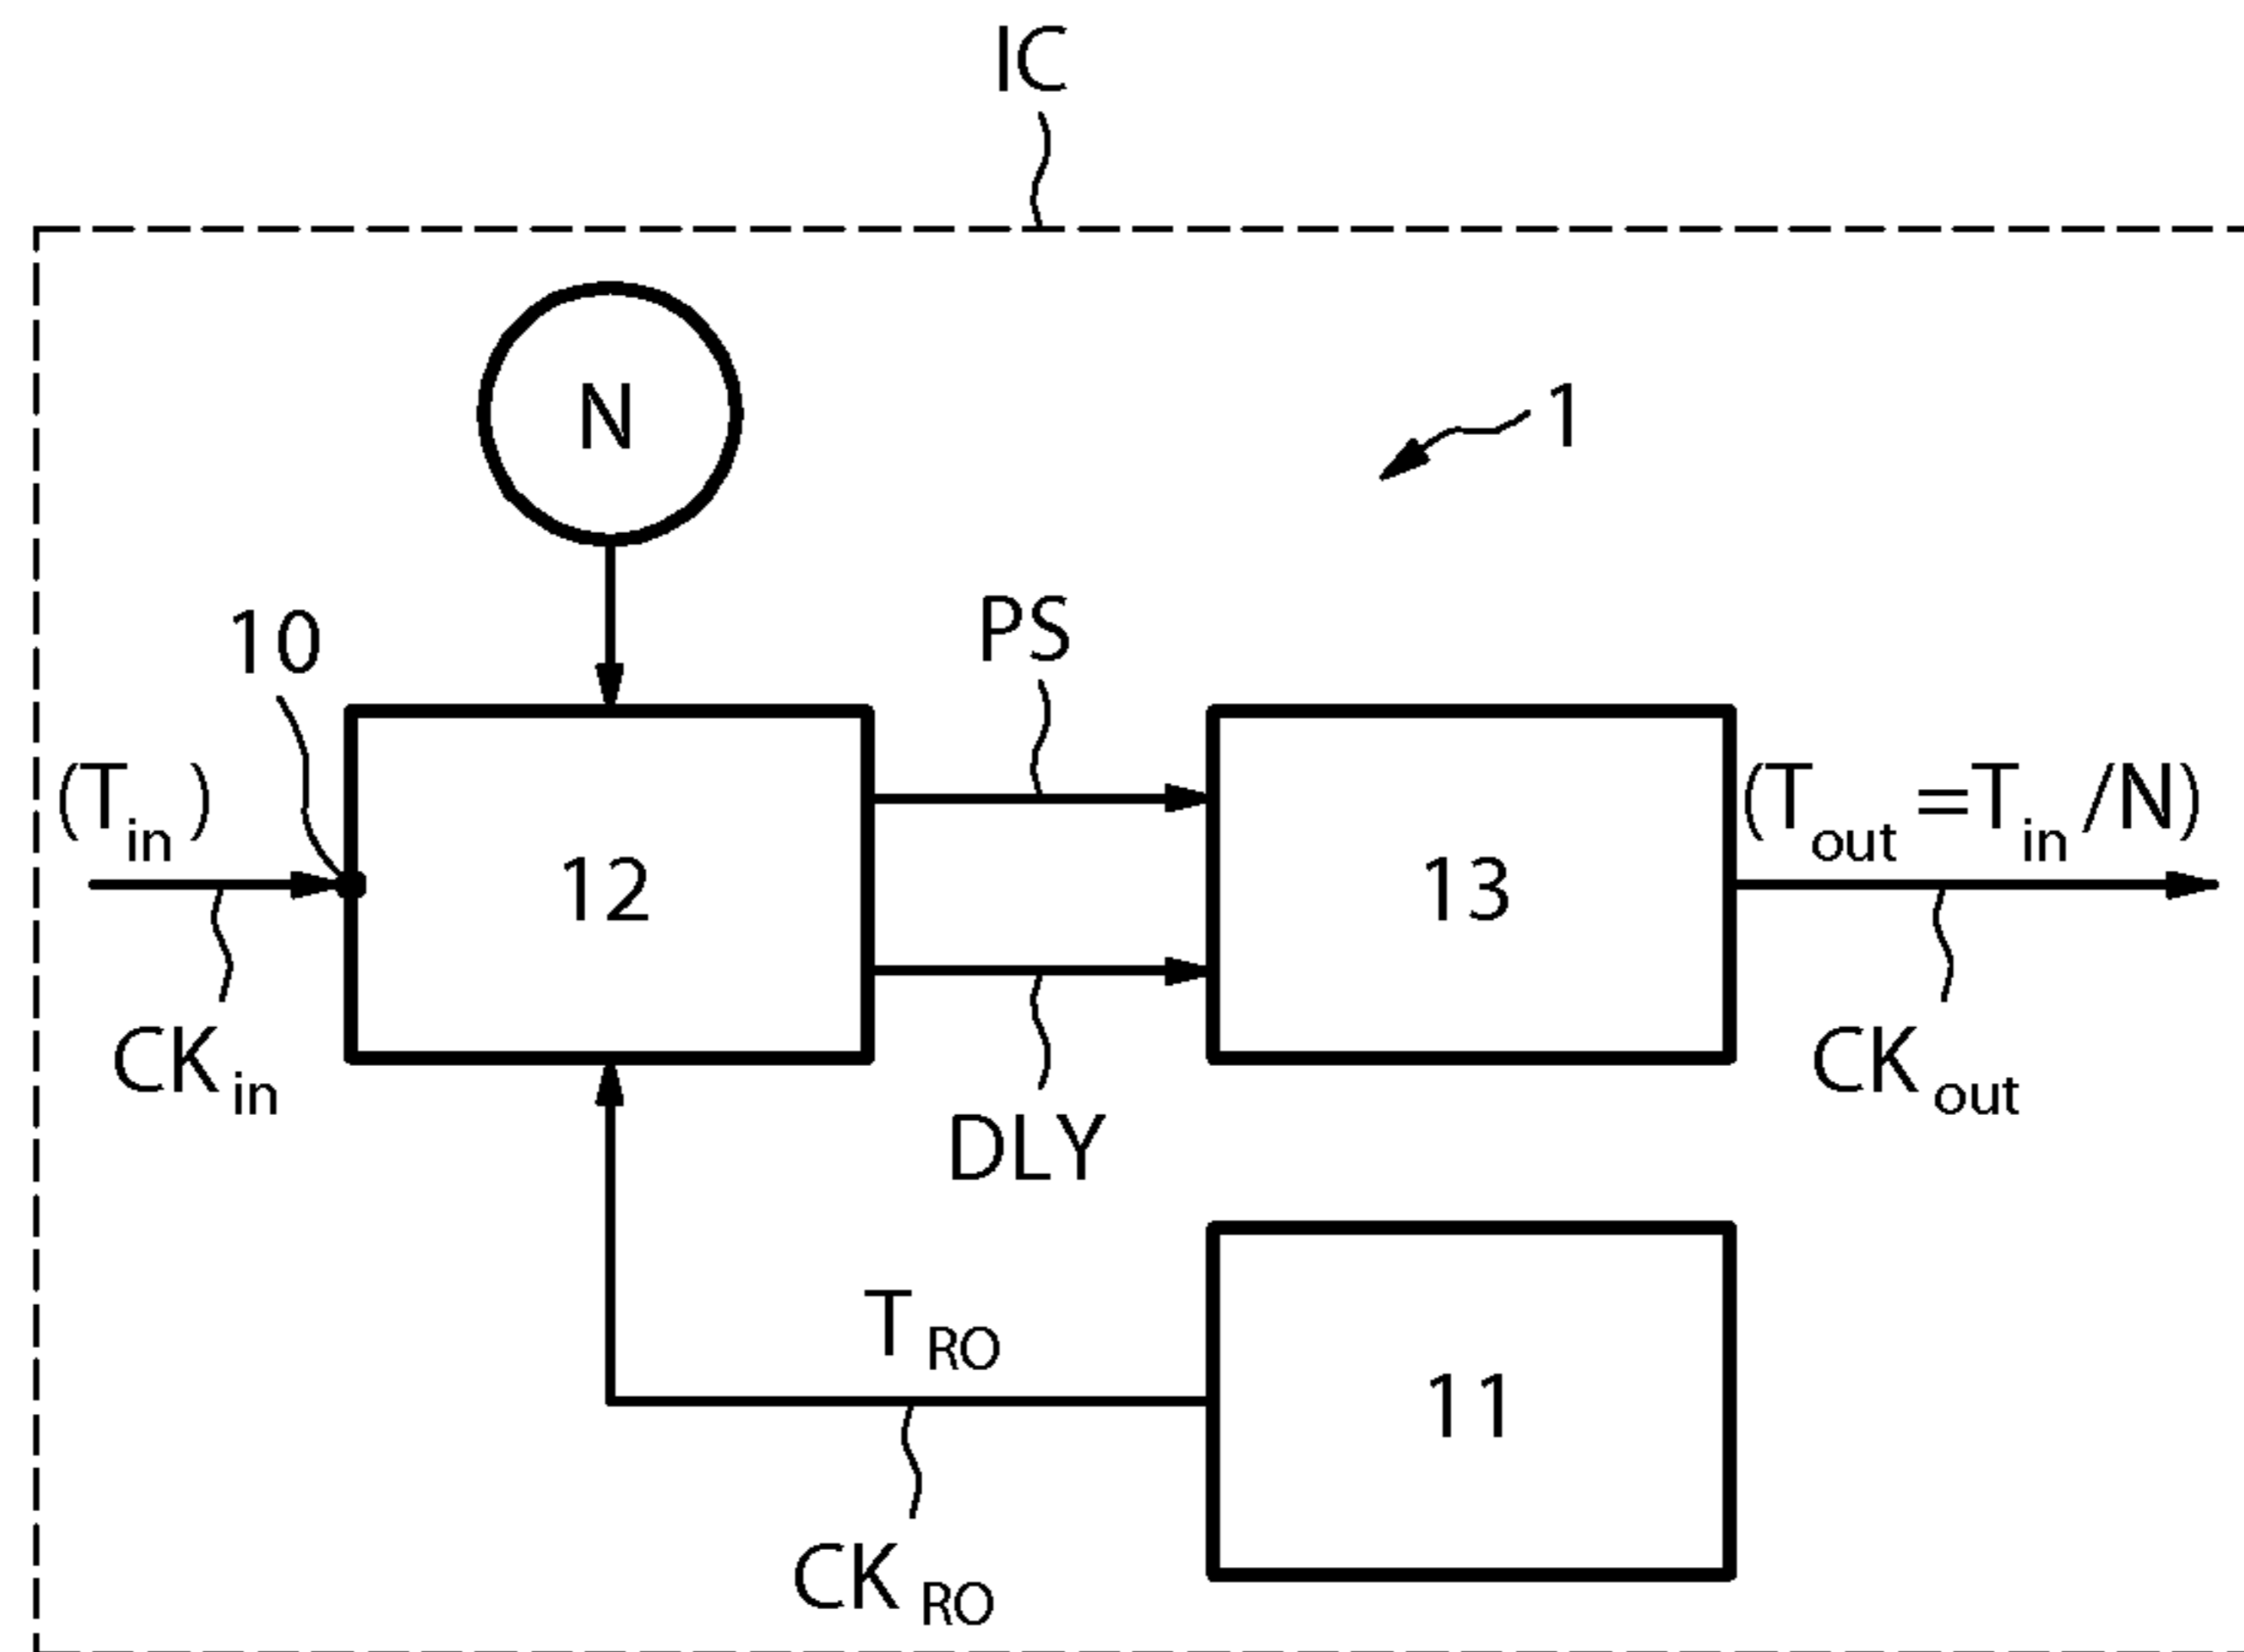 IC
N
1
10
PS
(Tin)
12
13
(Tout=Tin/N)
CKin
DLY
CKout
TRO
11
CKRO